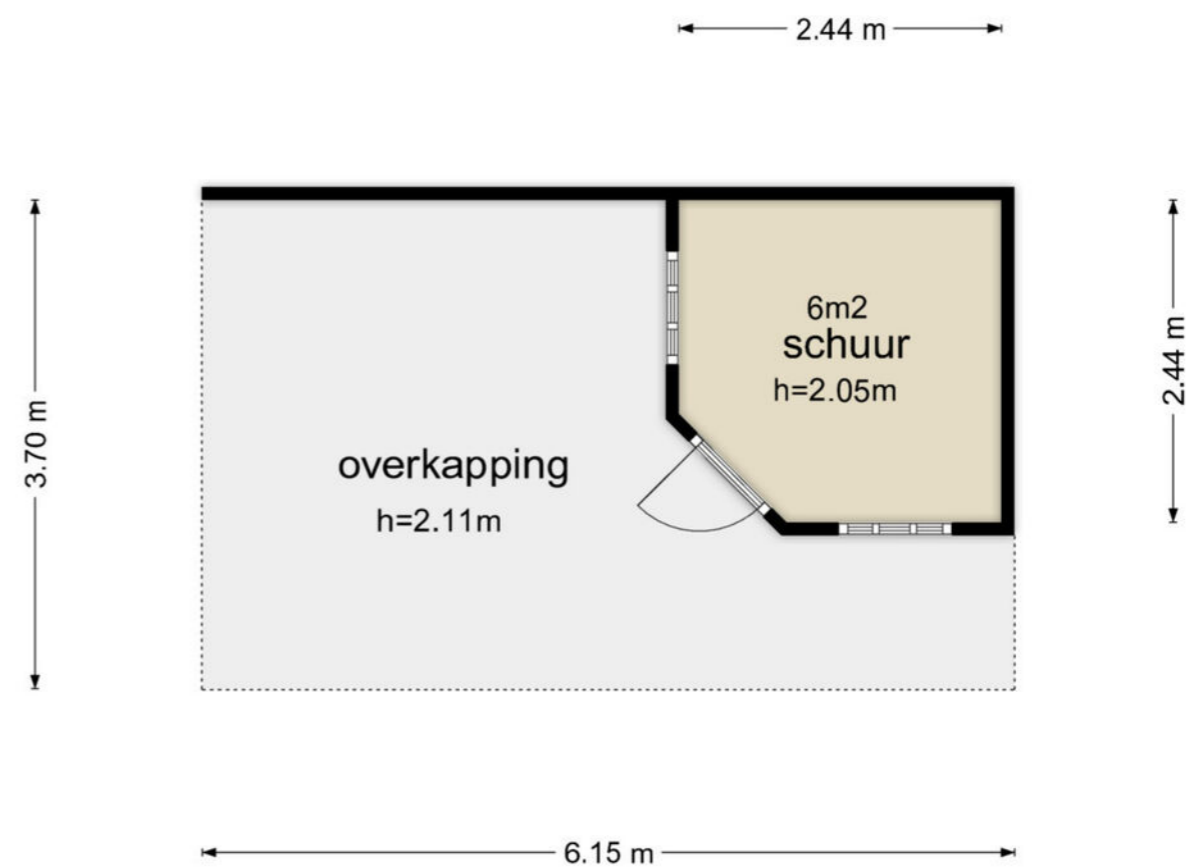 2.44 m
6m2
schuur
h=2.05m
2.44 m
3.70 m
overkapping
h=2.11m
6.15 m